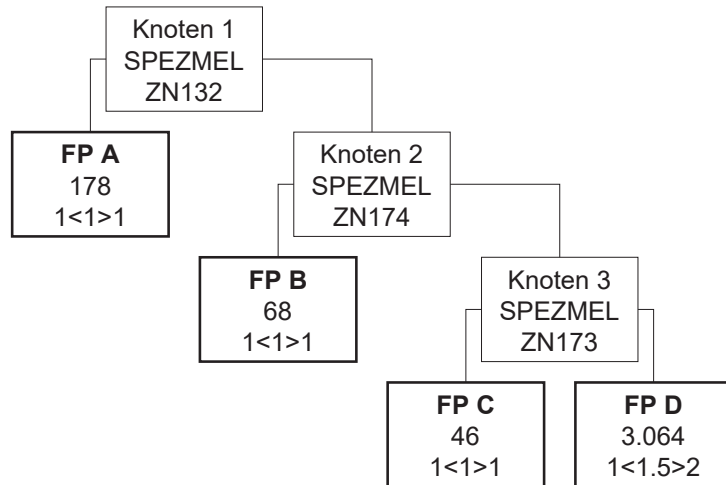 Knoten 1
SPEZMEL
ZN132
FP A
178
1<1>1
Knoten 2
SPEZMEL
ZN174
FP B
68
1<1>1
Knoten 3
SPEZMEL
ZN173
FP C
46
1<1>1
FP D
3.064
1<1.5>2